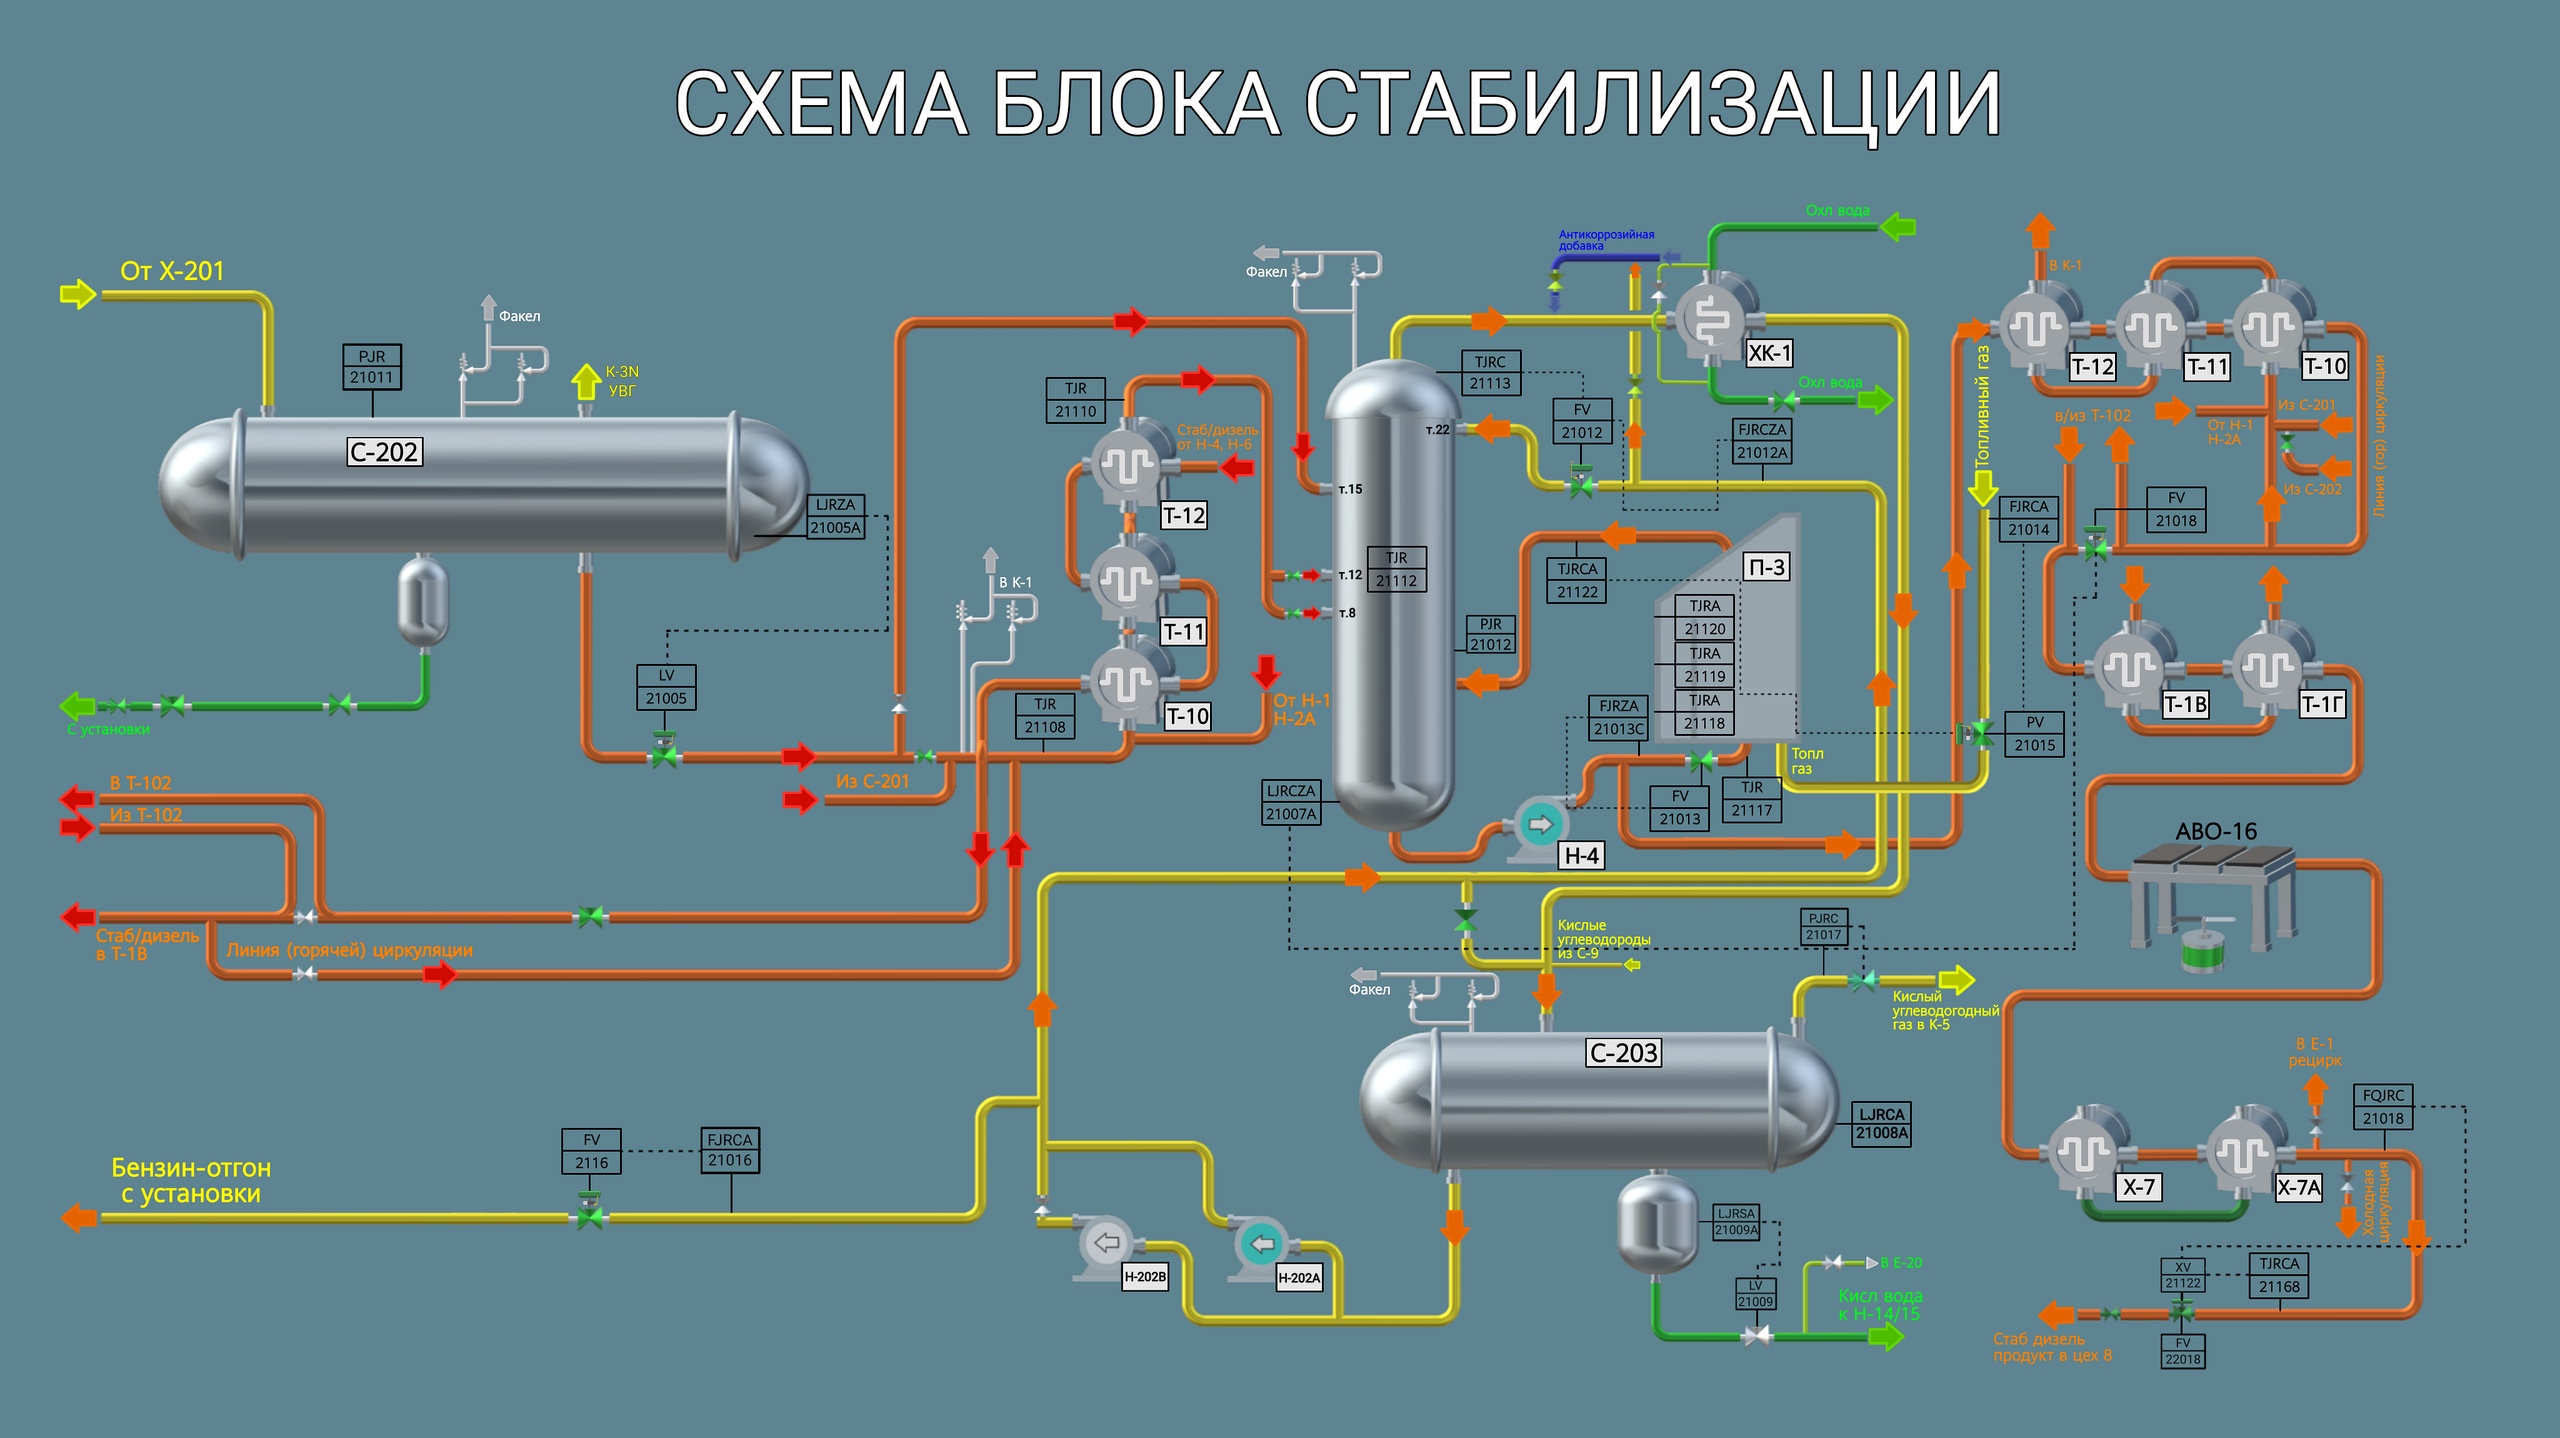 СХЕМА БЛОКА СТАБИЛИЗАЦИИ
От Х-201
PJR
21011
Факел
К-3N
УВГ
С-202
LJRZA
21005A
LV
21005
С установки
В Т-102
Из Т-102
Стаб/дизель
в Т-1В
Линия (горячей) циркуляции
Из С-201
В К-1
TJR
21108
TJR
21110
Стаб/дизель
от Н-4, Н-6
Т-12
Т-11
Т-10
От Н-1
Н-2А
Факел
т.22
т.15
т.12
т.8
TJR
21112
TJRC
21113
FV
21012
FJRCZA
21012A
Антикоррозийная
добавка
Охл вода
ХК-1
Охл вода
TJRCA
21122
PJR
21012
П-3
TJRA
21120
TJRA
21119
TJRA
21118
FJRZA
21013C
FV
21013
TJR
21117
Топл
газ
LJRCZA
21007A
Н-4
Топливный газ
FJRCA
21014
PV
21015
В К-1
Т-12
Т-11
Т-10
в/из Т-102
От Н-1
Н-2А
Из С-201
Из С-202
Линия (гор) циркуляции
FV
21018
Т-1В
Т-1Г
АВО-16
Кислые
углеводороды
из С-9
PJRC
21017
Кислый
углеводогодный
газ в К-5
Факел
С-203
LJRCA
21008A
LJRSA
21009A
LV
21009
В Е-20
Кисл вода
к Н-14/15
Бензин-отгон
с установки
FV
2116
FJRCA
21016
Н-202В
Н-202А
В Е-1
рецирк
FQJRC
21018
Х-7
Х-7А
Холодная
циркуляция
XV
21122
TJRCA
21168
FV
22018
Стаб дизель
продукт в цех 8